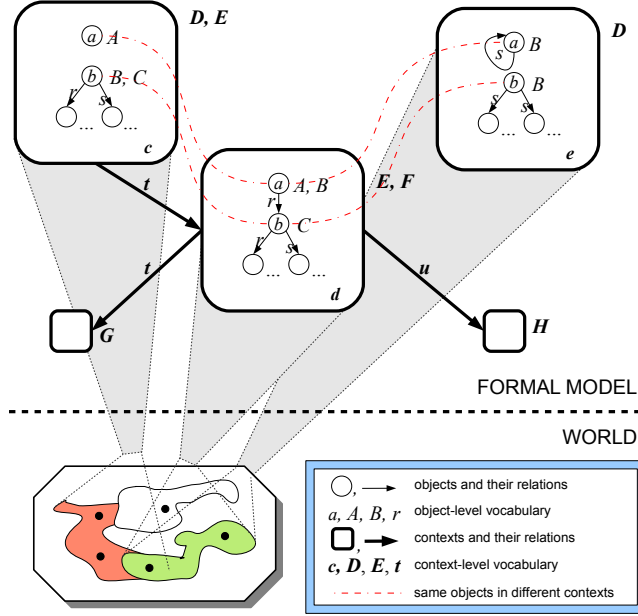 D, E
a A
b B, C
r s
... ...
c
a B
s
b B
s s
... ...
e
D
t
a A, B
r
b C
r s
... ...
d
E, F
t
u
G
H
FORMAL MODEL
WORLD
, objects and their relations
a, A, B, r object-level vocabulary
, contexts and their relations
c, D, E, t context-level vocabulary
same objects in different contexts